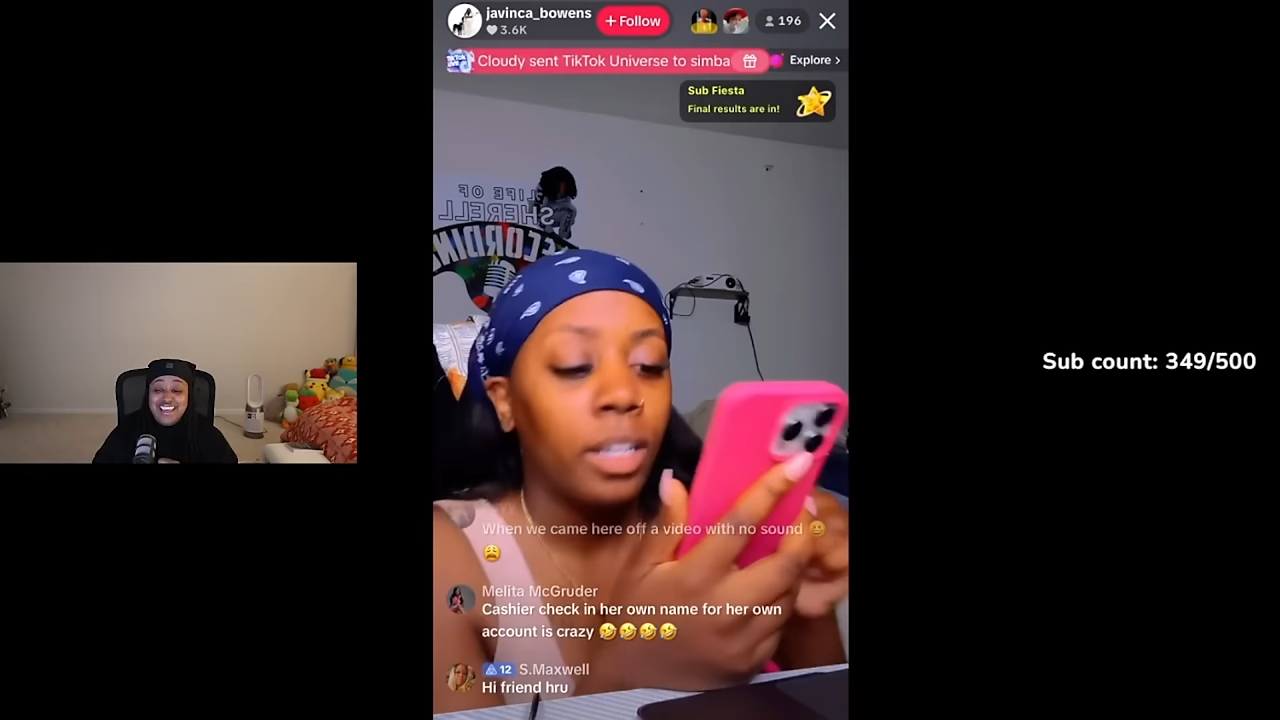 javinca_bowens
+ Follow
3.6K
196
Cloudy sent TikTok Universe to simba
Explore >
Sub Fiesta
Final results are in!
LIFE OF
SHERELL
RECORDIN
Sub count: 349/500
When we came here off a video with no sound 😩
Melita McGruder
Cashier check in her own name for her own
account is crazy 🤣🤣🤣🤣
12 S.Maxwell
Hi friend hru